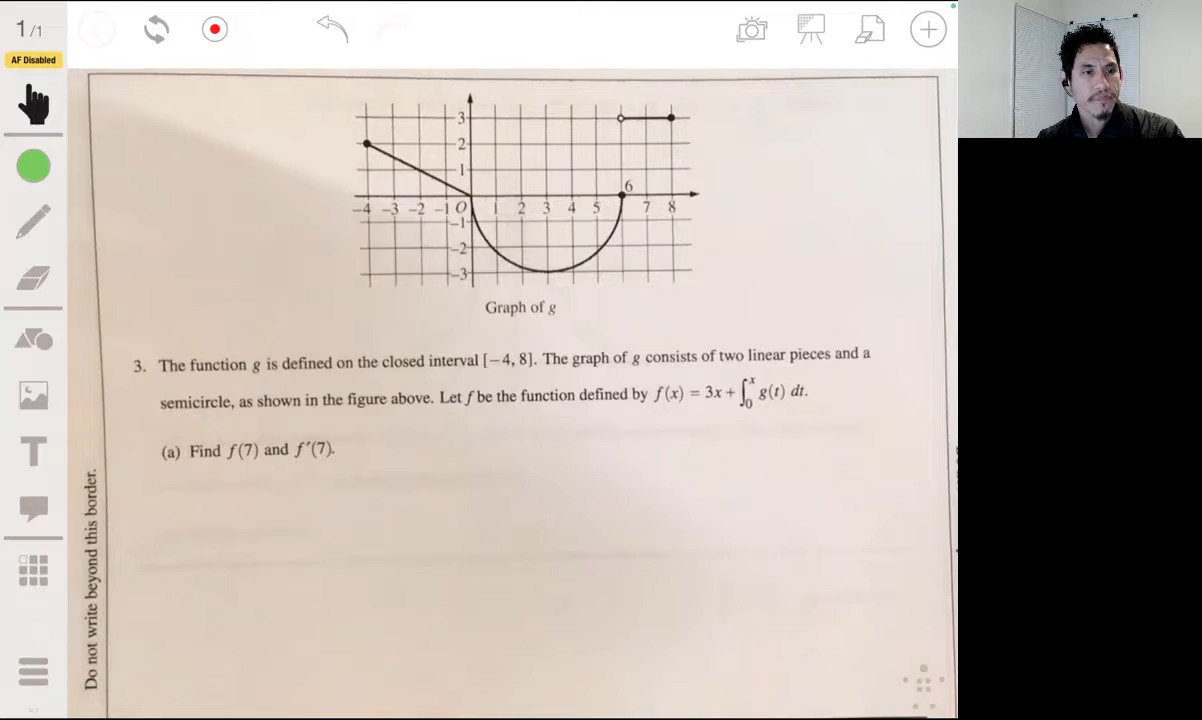 1/1
AF Disabled
T
3
2
1
6
-4 -3 -2 -1 O 1 2 3 4 5 7 8
-1
-2
-3
Graph of g
3. The function g is defined on the closed interval [−4, 8]. The graph of g consists of two linear pieces and a
semicircle, as shown in the figure above. Let f be the function defined by f(x) = 3x + ∫₀ˣ g(t) dt.
(a) Find f(7) and f′(7).
Do not write beyond this border.